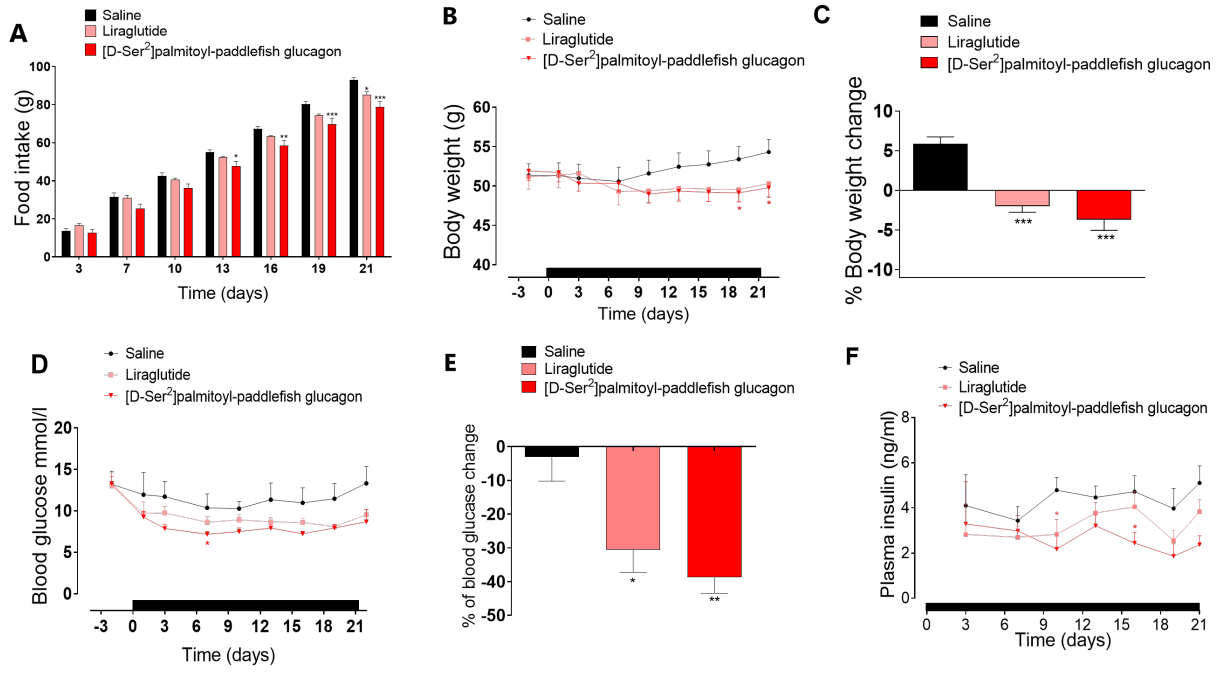 A
Saline
Liraglutide
[D-Ser2]palmitoyl-paddlefish glucagon
Food intake (g)
100
80
60
40
20
0
* *** *** ** * ***
3 7 10 13 16 19 21
Time (days)
B
Saline
Liraglutide
[D-Ser2]palmitoyl-paddlefish glucagon
Body weight (g)
60
55
50
45
40
* *
-3 0 3 6 9 12 15 18 21
Time (days)
C
Saline
Liraglutide
[D-Ser2]palmitoyl-paddlefish glucagon
% Body weight change
10
5
0
-5
-10
*** ***
D
Saline
Liraglutide
[D-Ser2]palmitoyl-paddlefish glucagon
Blood glucose mmol/l
20
15
10
5
0
*
-3 0 3 6 9 12 15 18 21
Time (days)
E
Saline
Liraglutide
[D-Ser2]palmitoyl-paddlefish glucagon
% of blood glucase change
0
-10
-20
-30
-40
-50
* **
F
Saline
Liraglutide
[D-Ser2]palmitoyl-paddlefish glucagon
Plasma insulin (ng/ml)
8
6
4
2
0
* *
0 3 6 9 12 15 18 21
Time (days)